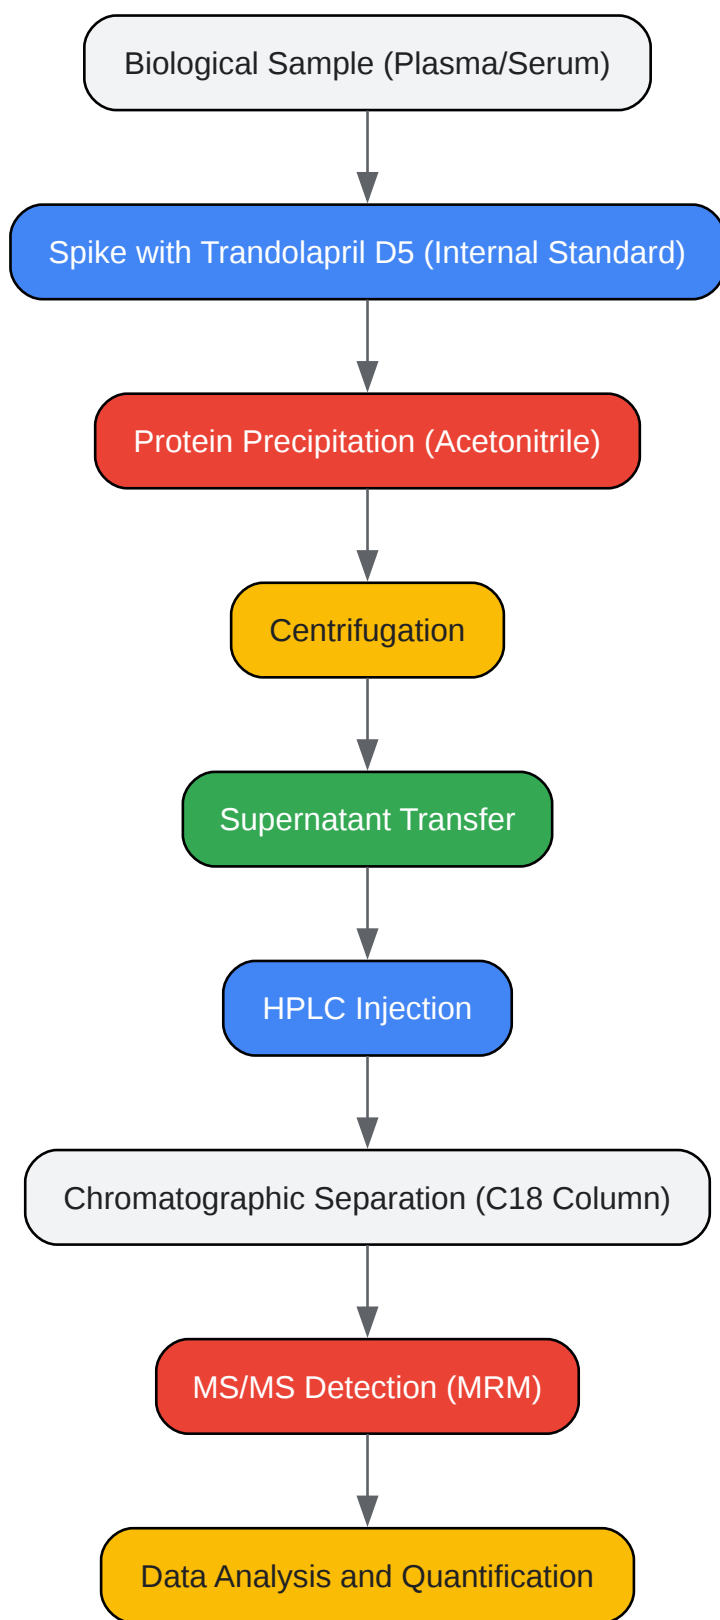 Biological Sample (Plasma/Serum)
Spike with Trandolapril D5 (Internal Standard)
Protein Precipitation (Acetonitrile)
Centrifugation
Supernatant Transfer
HPLC Injection
Chromatographic Separation (C18 Column)
MS/MS Detection (MRM)
Data Analysis and Quantification